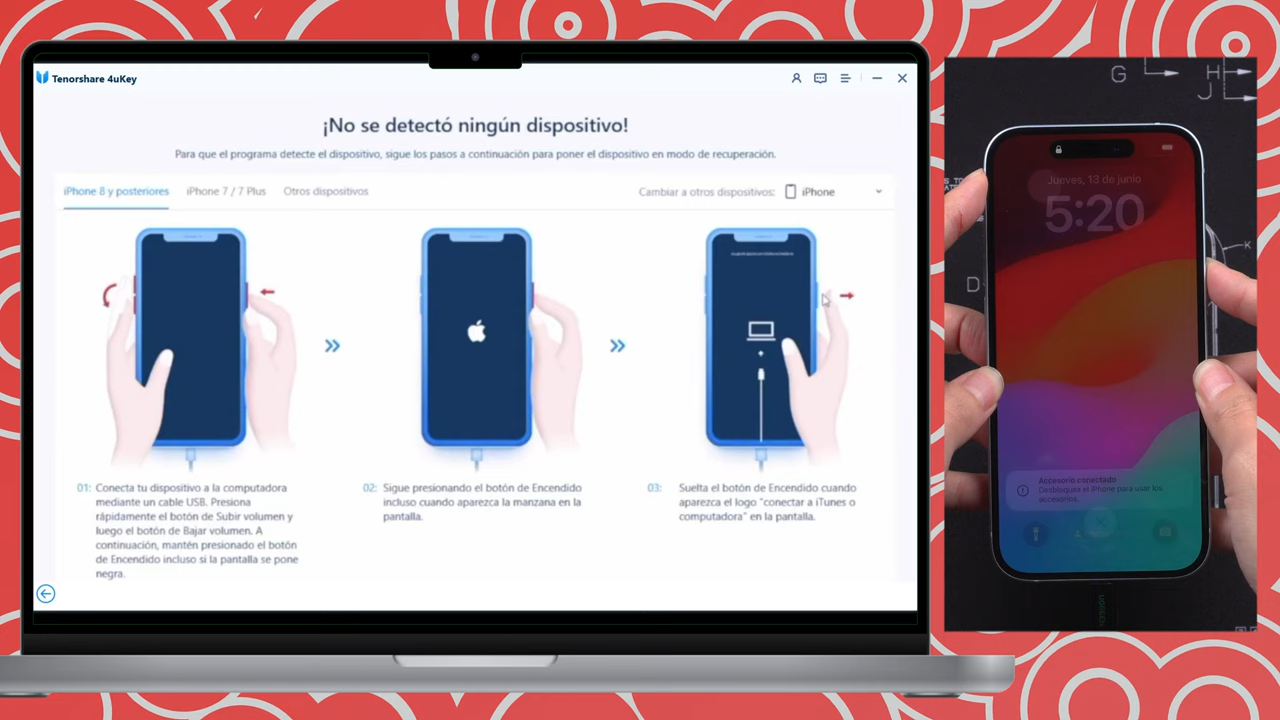 Tenorshare 4uKey
¡No se detectó ningún dispositivo!
Para que el programa detecte el dispositivo, sigue los pasos a continuación para poner el dispositivo en modo de recuperación.
iPhone 8 y posteriores iPhone 7 / 7 Plus Otros dispositivos Cambiar a otros dispositivos: iPhone
01: Conecta tu dispositivo a la computadora
mediante un cable USB. Presiona
rápidamente el botón de Subir volumen y
luego el botón de Bajar volumen. A
continuación, mantén presionado el botón
de Encendido incluso si la pantalla se pone
negra.
02: Sigue presionando el botón de Encendido
incluso cuando aparezca la manzana en la
pantalla.
03: Suelta el botón de Encendido cuando
aparezca el logo "conectar a iTunes o
computadora" en la pantalla.
G
H
J
D
K
Jueves, 13 de junio
5:20
Accesorio conectado
Desbloquea el iPhone para usar los
accesorios.